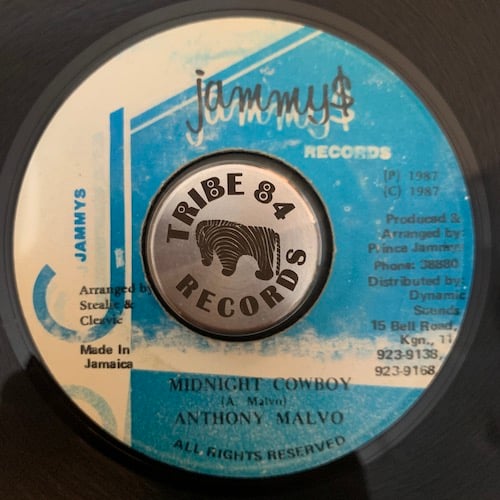 jammy$
RECORDS
(P) 1987
(C) 1987
Produced &
Arranged by:
Prince Jammy
Phone: 38880
Distributed by:
Dynamic
Sounds
15 Bell Road,
Kgn., 11
923-9138,
923-9168
JAMMYS
Arranged by
Steelie &
Cleavie
Made In
Jamaica
TRIBE 84
RECORDS
MIDNIGHT COWBOY
(A. Malvo)
ANTHONY MALVO
ALL RIGHTS RESERVED